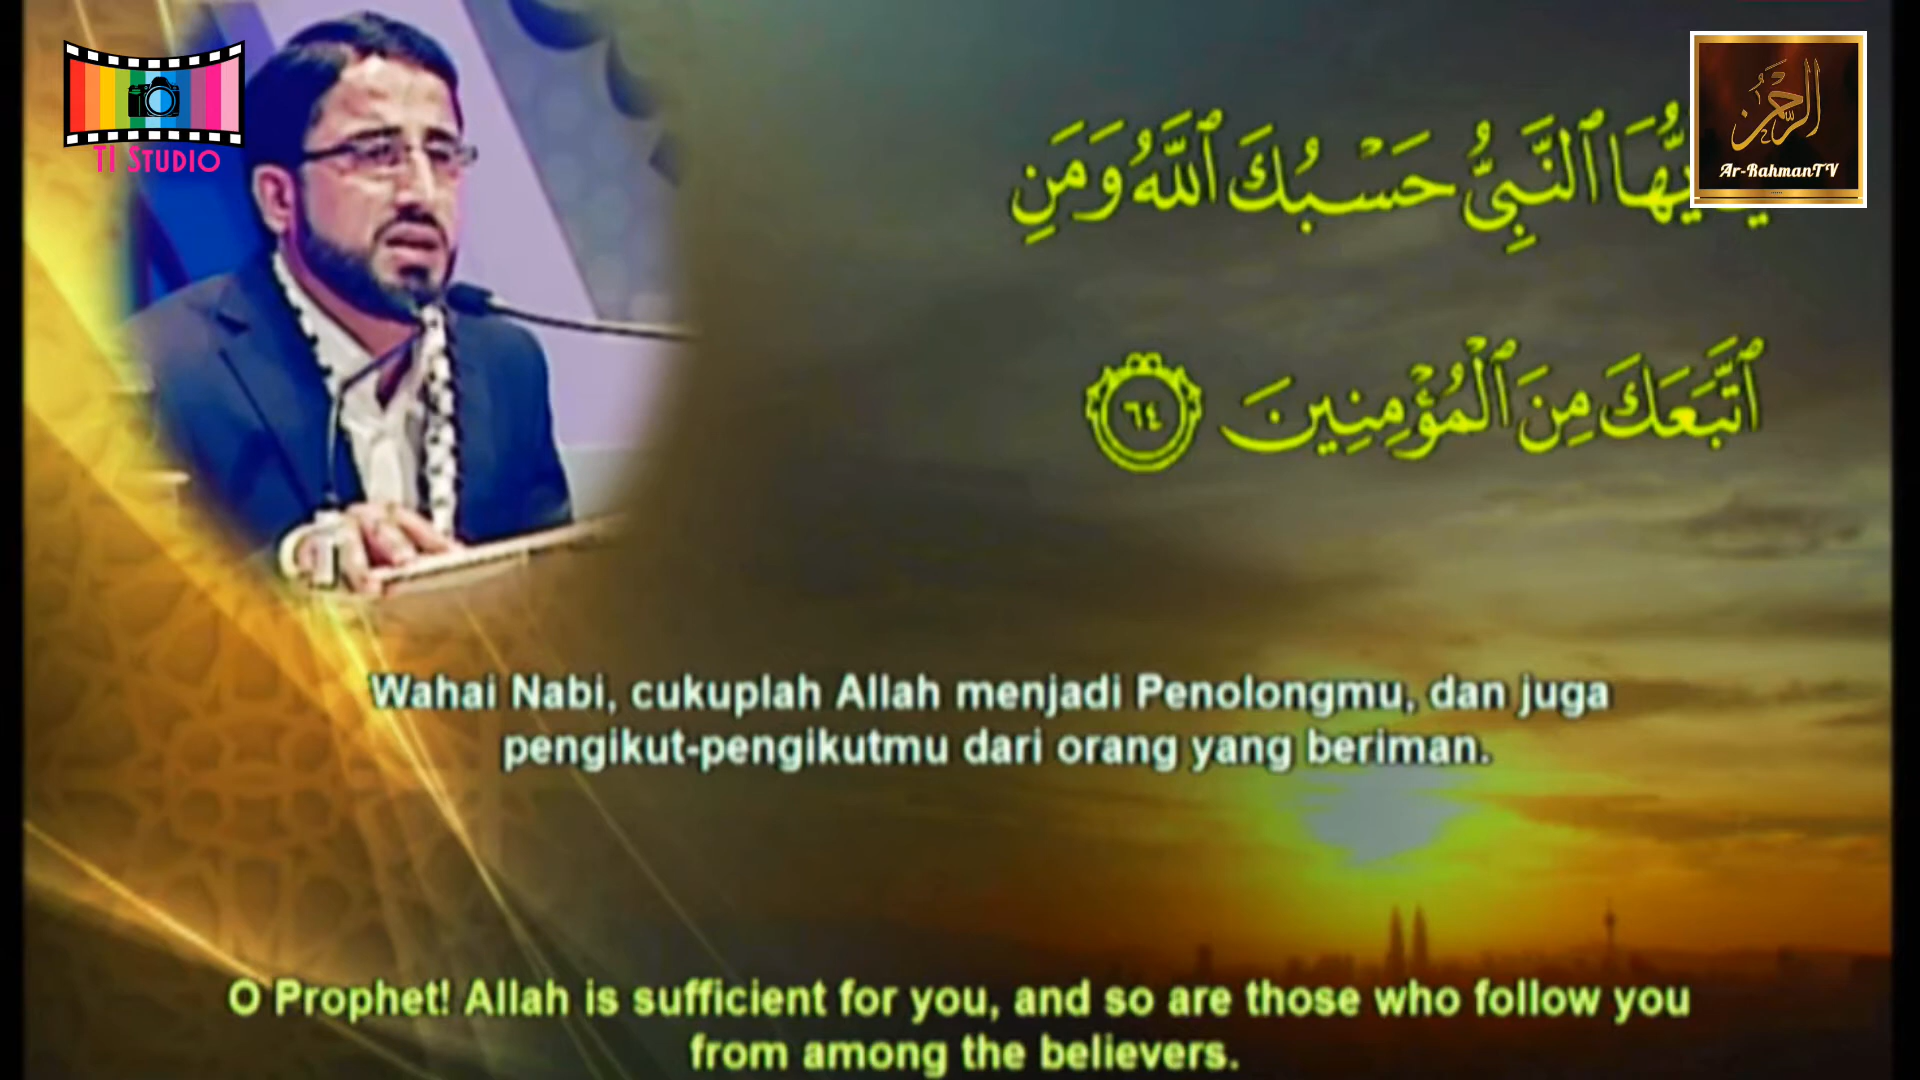 TI STUDIO
الرحمن
Ar-RahmanTV
ٱلنَّبِىُّ حَسْبُكَ ٱللَّهُ وَمَنِ
ٱتَّبَعَكَ مِنَ ٱلْمُؤْمِنِينَ ٦٤
Wahai Nabi, cukuplah Allah menjadi Penolongmu, dan juga
pengikut-pengikutmu dari orang yang beriman.
O Prophet! Allah is sufficient for you, and so are those who follow you
from among the believers.